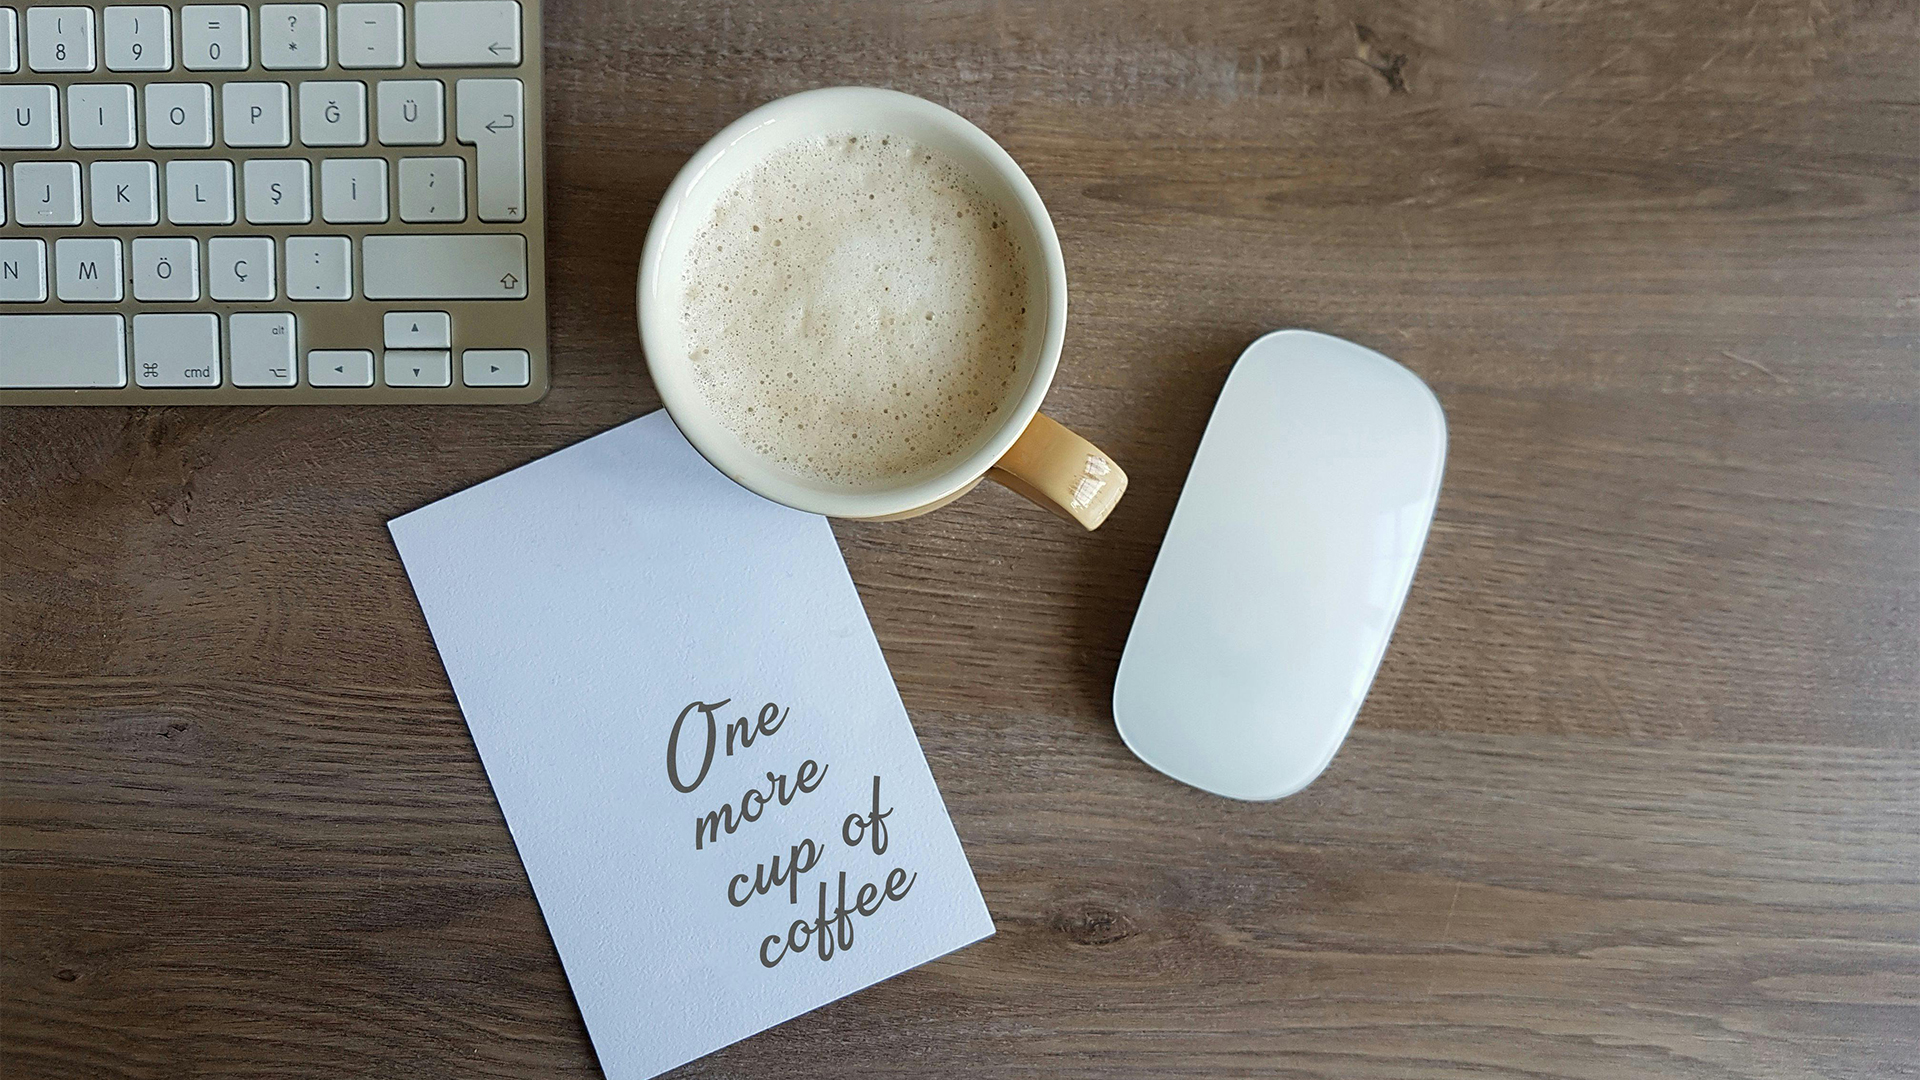 ( ) = ? _
8 9 0 * -
U I O P Ğ Ü
J K L Ş İ : ;
N M Ö Ç : .
alt
cmd
One
more
cup of
coffee